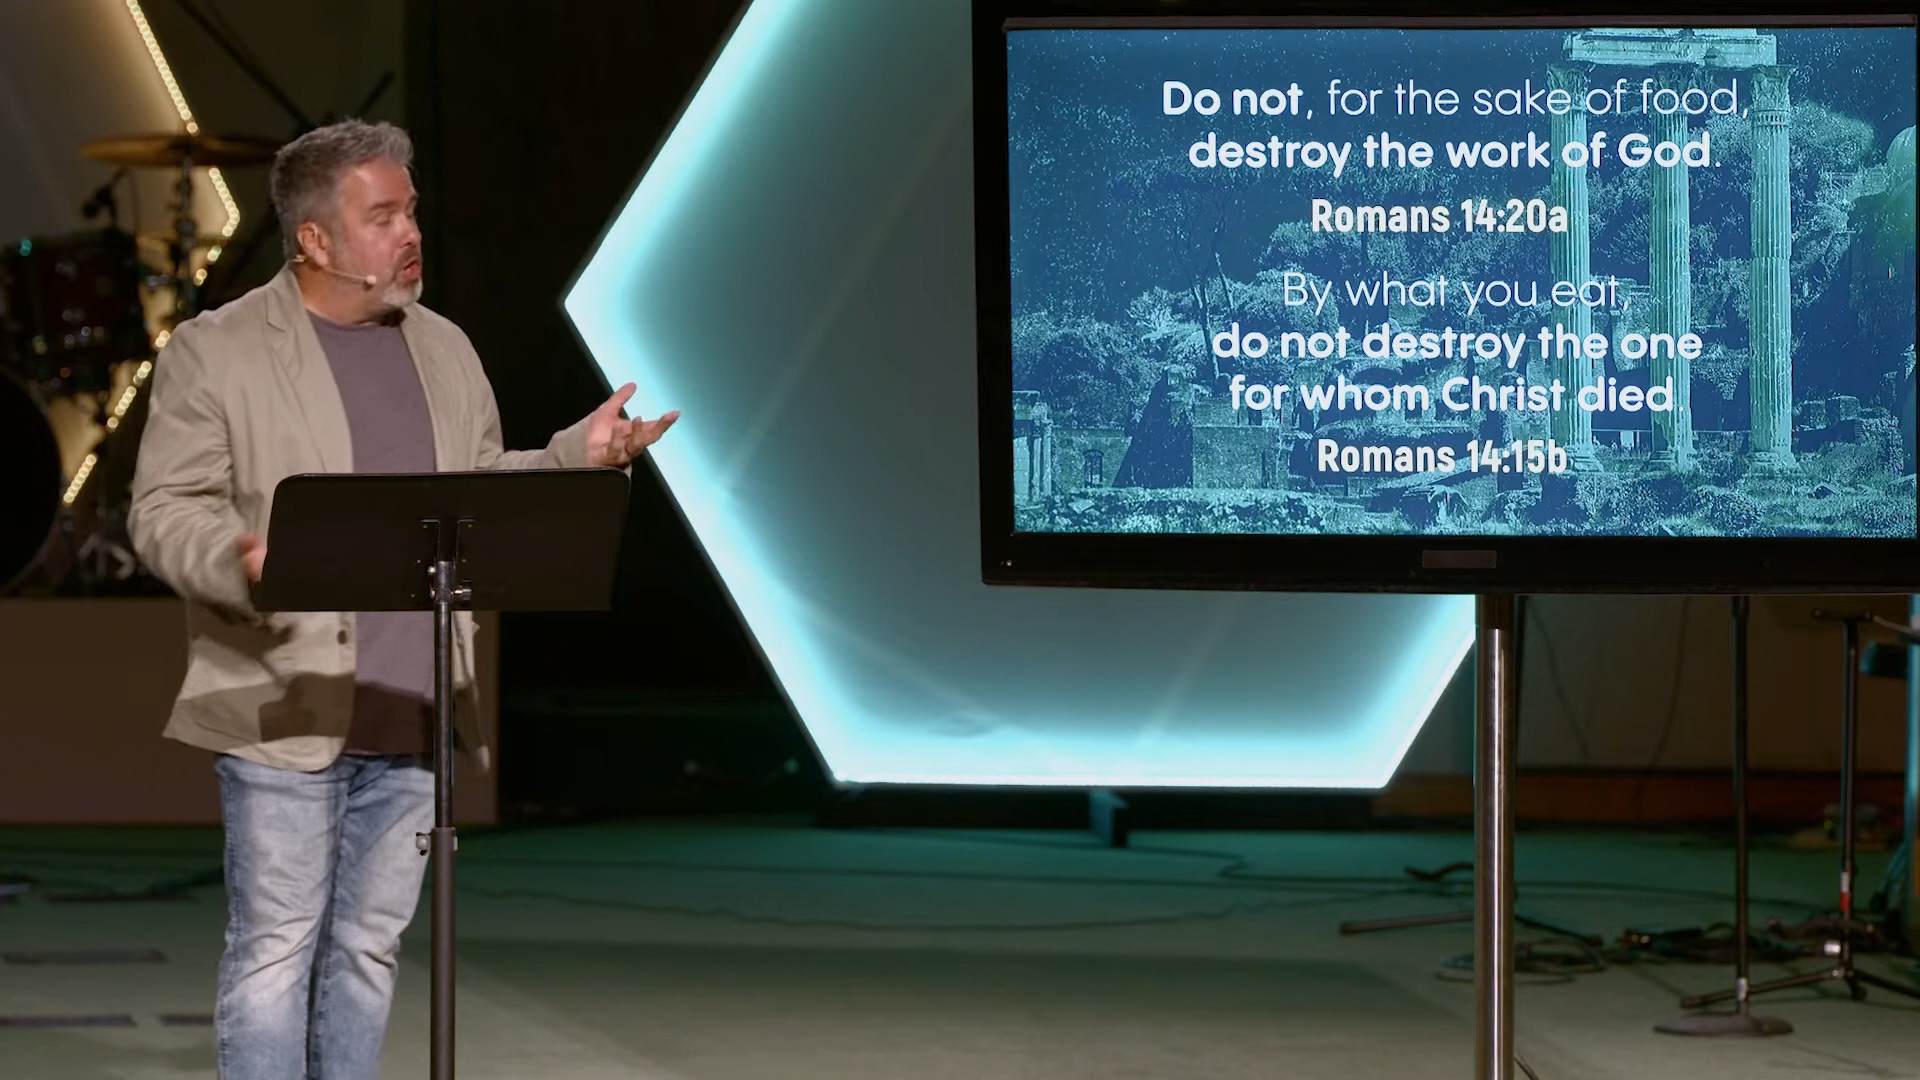 Do not, for the sake of food,
destroy the work of God.
Romans 14:20a
By what you eat,
do not destroy the one
for whom Christ died.
Romans 14:15b